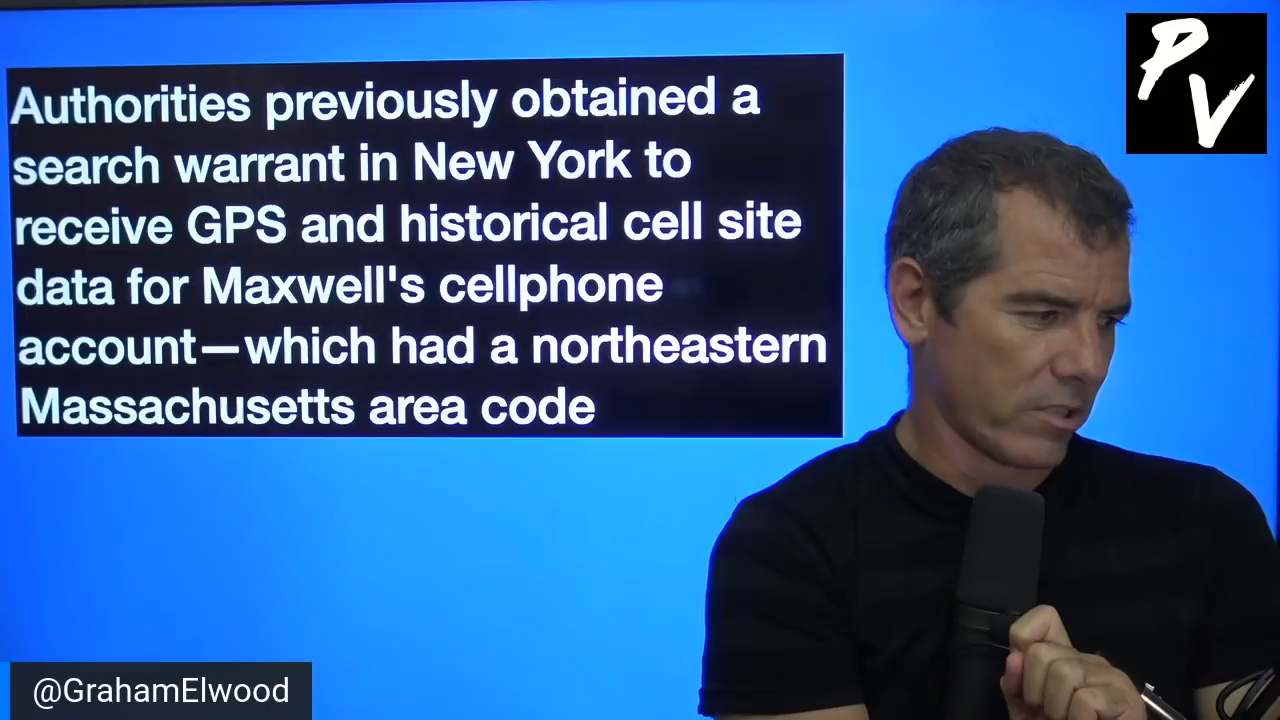 PV
Authorities previously obtained a
search warrant in New York to
receive GPS and historical cell site
data for Maxwell's cellphone
account—which had a northeastern
Massachusetts area code
@GrahamElwood